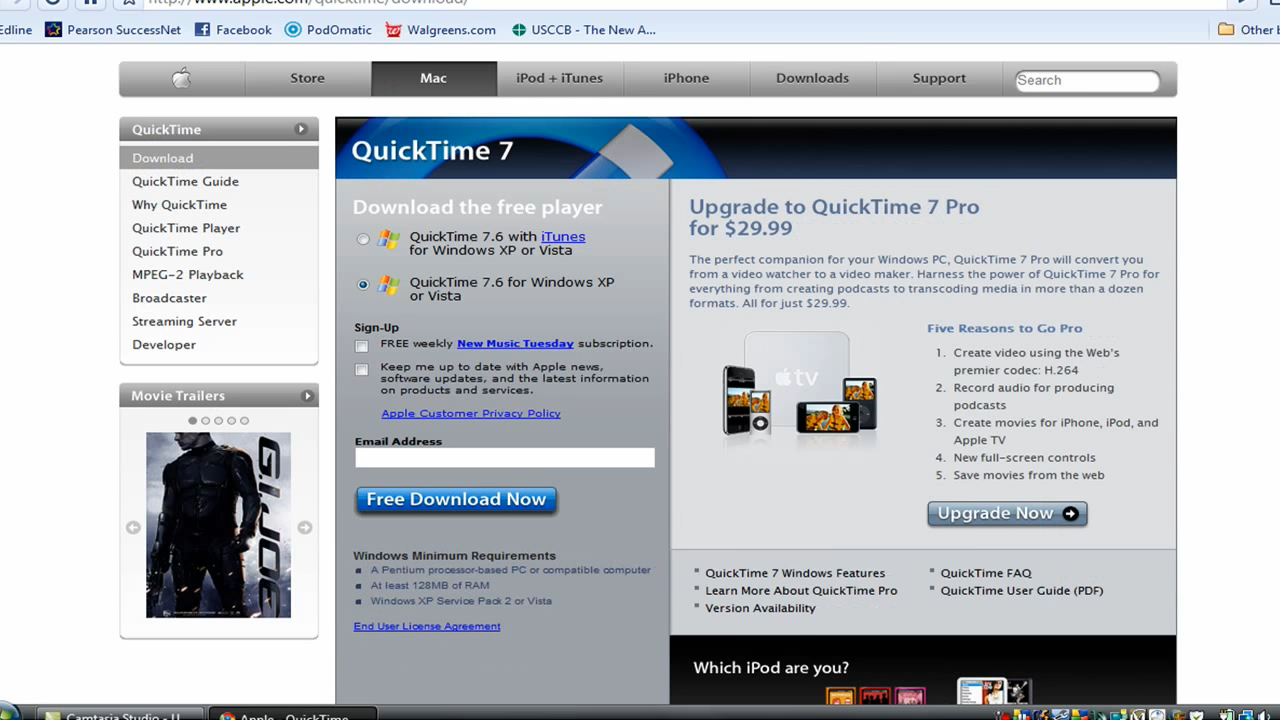 http://www.apple.com/quicktime/download/
Edline
Pearson SuccessNet
Facebook
PodOmatic
Walgreens.com
USCCB - The New A...
Other b
Store
Mac
iPod + iTunes
iPhone
Downloads
Support
Search
QuickTime
Download
QuickTime Guide
Why QuickTime
QuickTime Player
QuickTime Pro
MPEG-2 Playback
Broadcaster
Streaming Server
Developer
Movie Trailers
G.I. JOE
QuickTime 7
Download the free player
QuickTime 7.6 with iTunes
for Windows XP or Vista
QuickTime 7.6 for Windows XP
or Vista
Sign-Up
FREE weekly New Music Tuesday subscription.
Keep me up to date with Apple news,
software updates, and the latest information
on products and services.
Apple Customer Privacy Policy
Email Address
Free Download Now
Windows Minimum Requirements
A Pentium processor-based PC or compatible computer
At least 128MB of RAM
Windows XP Service Pack 2 or Vista
End User License Agreement
Upgrade to QuickTime 7 Pro
for $29.99
The perfect companion for your Windows PC, QuickTime 7 Pro will convert you
from a video watcher to a video maker. Harness the power of QuickTime 7 Pro for
everything from creating podcasts to transcoding media in more than a dozen
formats. All for just $29.99.
tv
Five Reasons to Go Pro
1. Create video using the Web's
premier codec: H.264
2. Record audio for producing
podcasts
3. Create movies for iPhone, iPod, and
Apple TV
4. New full-screen controls
5. Save movies from the web
Upgrade Now
QuickTime 7 Windows Features
Learn More About QuickTime Pro
Version Availability
QuickTime FAQ
QuickTime User Guide (PDF)
Which iPod are you?
Camtasia Studio - U
Apple - QuickTime